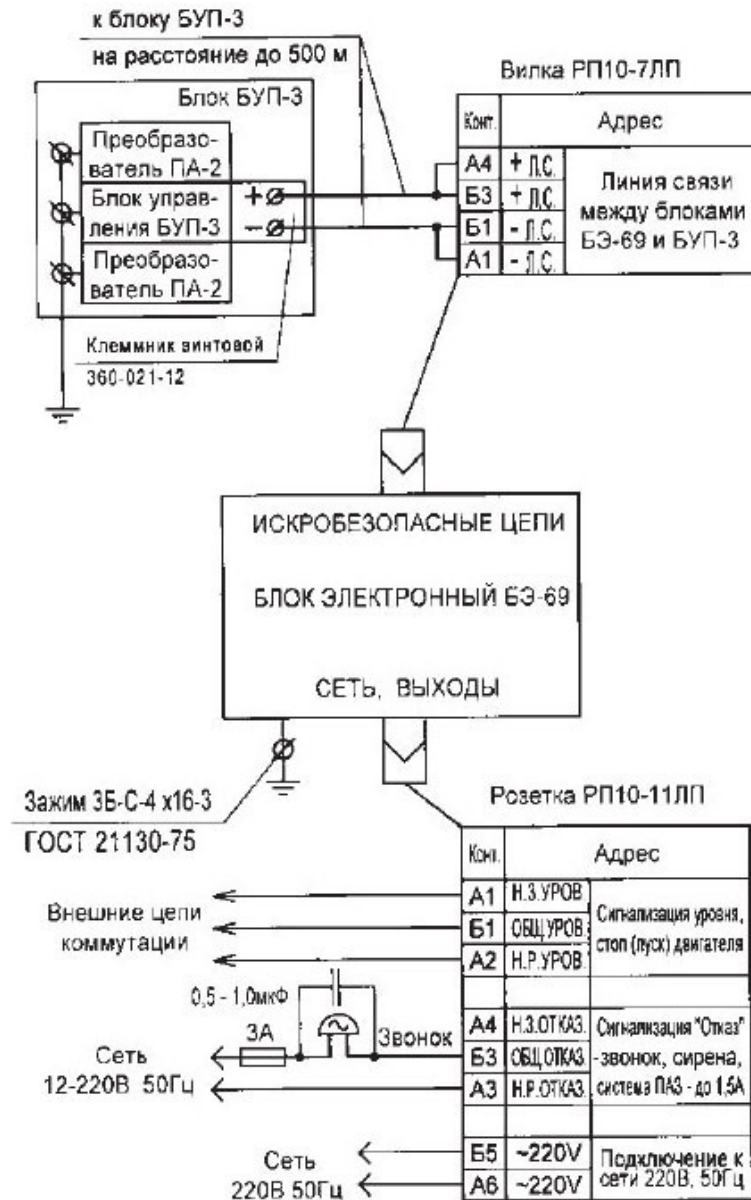 к блоку БУП-3
на расстояние до 500 м
Блок БУП-3
Преобразо-
ватель ПА-2
Блок управ-
ления БУП-3
+
−
Преобразо-
ватель ПА-2
Клеммник винтовой
360-021-12
Вилка РП10-7ЛП
Конт. Адрес
А4 + Л.С.
Б3 + Л.С.
Б1 - Л.С.
А1 - Л.С.
Линия связи
между блоками
БЭ-69 и БУП-3
ИСКРОБЕЗОПАСНЫЕ ЦЕПИ
БЛОК ЭЛЕКТРОННЫЙ БЭ-69
СЕТЬ, ВЫХОДЫ
Зажим ЗБ-С-4 х16-3
ГОСТ 21130-75
Розетка РП10-11ЛП
Конт. Адрес
А1 Н.З.УРОВ.
Б1 ОБЩ.УРОВ.
А2 Н.Р.УРОВ.
Сигнализация уровня,
стоп (пуск) двигателя
Внешние цепи
коммутации
0,5 - 1,0мкФ
3А
Звонок
Сеть
12-220В 50Гц
А4 Н.З.ОТКАЗ.
Б3 ОБЩ.ОТКАЗ.
А3 Н.Р.ОТКАЗ.
Сигнализация "Отказ"
-звонок, сирена,
система ПАЗ - до 1,5А
Б5 ~220V
А6 ~220V
Подключение к
сети 220В, 50Гц
Сеть
220В 50Гц